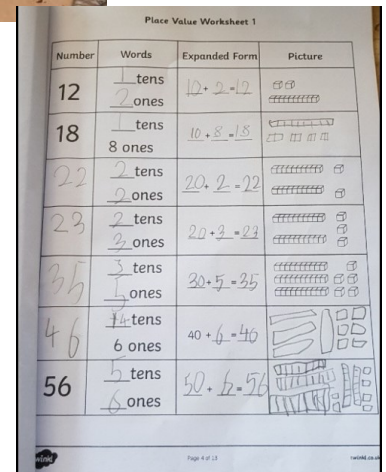 Place Value Worksheet 1
Number Words Expanded Form Picture
12 1 tens 10 + 2 = 12
2 ones
18 1 tens 10 + 8 = 18
8 ones
22 2 tens 20 + 2 = 22
2 ones
23 2 tens 20 + 3 = 23
3 ones
35 3 tens 30 + 5 = 35
5 ones
46 4 tens 40 + 6 = 46
6 ones
56 5 tens 50 + 6 = 56
6 ones
twinkl Page 4 of 13 twinkl.co.uk